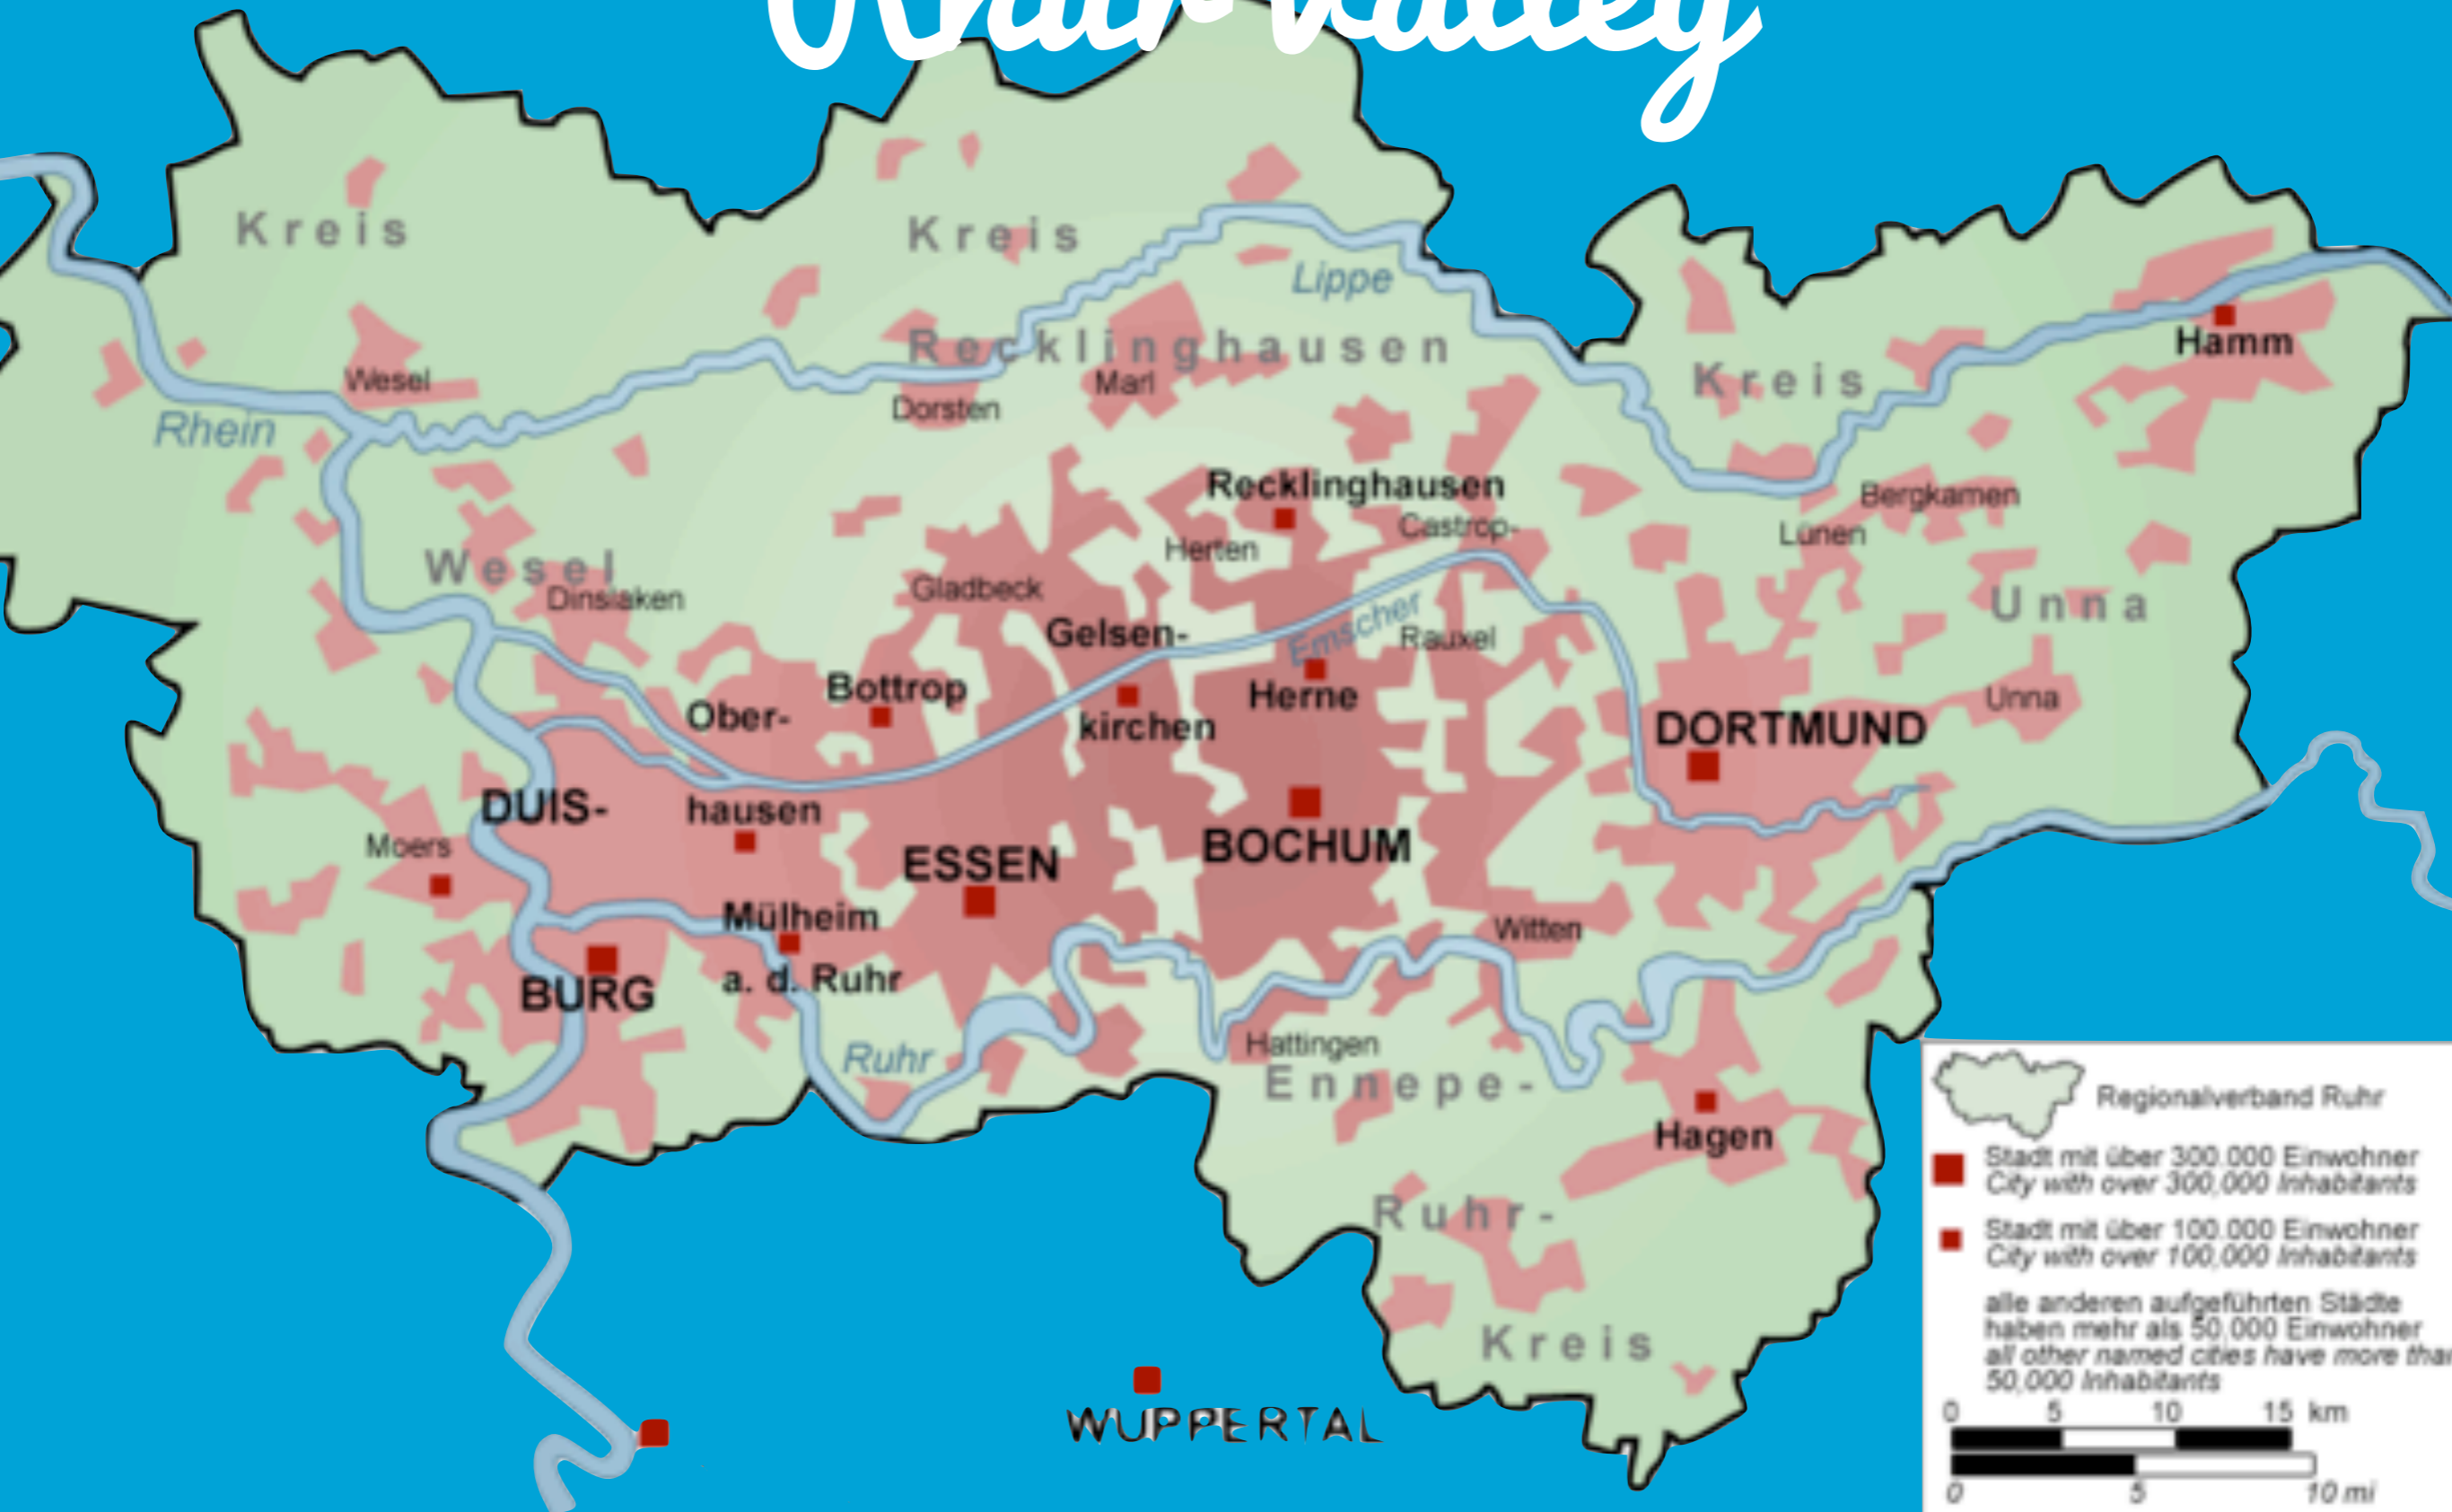 Valley
Kreis
Kreis
Lippe
Recklinghausen
Hamm
Kreis
Wesel
Marl
Dorsten
Rhein
Recklinghausen
Bergkamen
Castrop-
Lünen
Herten
Wesel
Gladbeck
Dinslaken
Unna
Emscher
Gelsen-
Rauxel
Bottrop
Herne
Unna
Ober-
kirchen
DORTMUND
DUIS-
hausen
Moers
BOCHUM
ESSEN
Mülheim
Witten
a. d. Ruhr
BURG
Hattingen
Ruhr
Ennepe-
Hagen
Ruhr-
Kreis
WUPPERTAL
Regionalverband Ruhr
Stadt mit über 300.000 Einwohner
City with over 300,000 Inhabitants
Stadt mit über 100.000 Einwohner
City with over 100,000 Inhabitants
alle anderen aufgeführten Städte
haben mehr als 50,000 Einwohner
all other named cities have more than
50,000 Inhabitants
0 5 10 15 km
0 5 10 mi